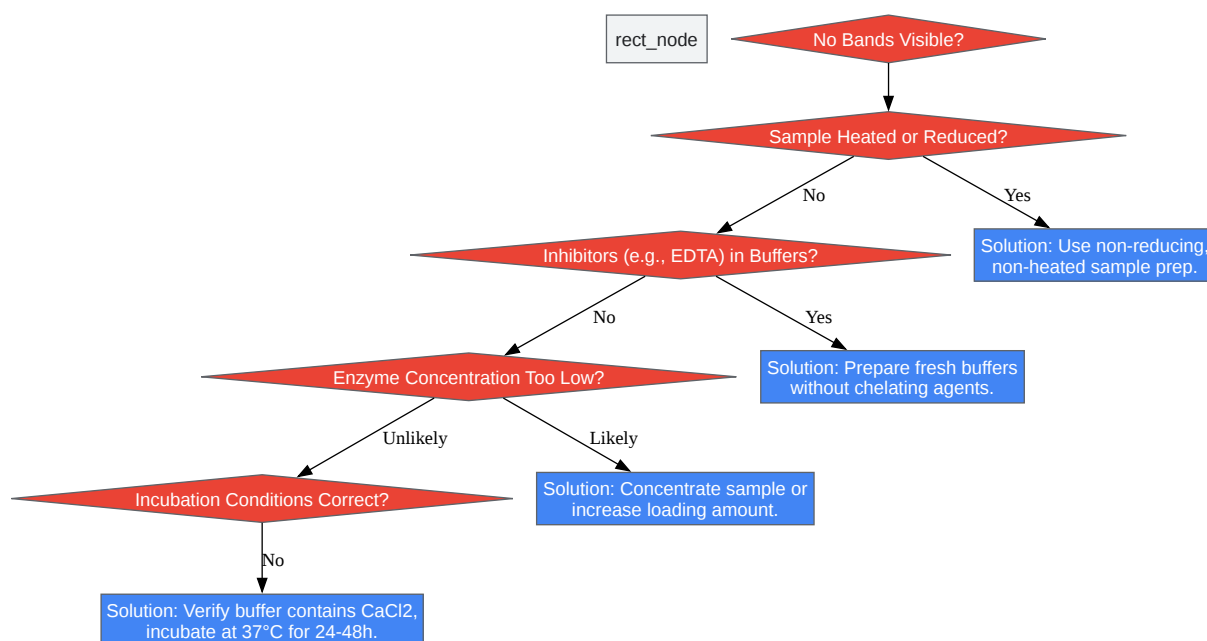 rect_node
No Bands Visible?
Sample Heated or Reduced?
No
Yes
Inhibitors (e.g., EDTA) in Buffers?
Solution: Use non-reducing,
non-heated sample prep.
No
Yes
Enzyme Concentration Too Low?
Solution: Prepare fresh buffers
without chelating agents.
Unlikely
Likely
Incubation Conditions Correct?
Solution: Concentrate sample or
increase loading amount.
No
Solution: Verify buffer contains CaCl2,
incubate at 37°C for 24-48h.